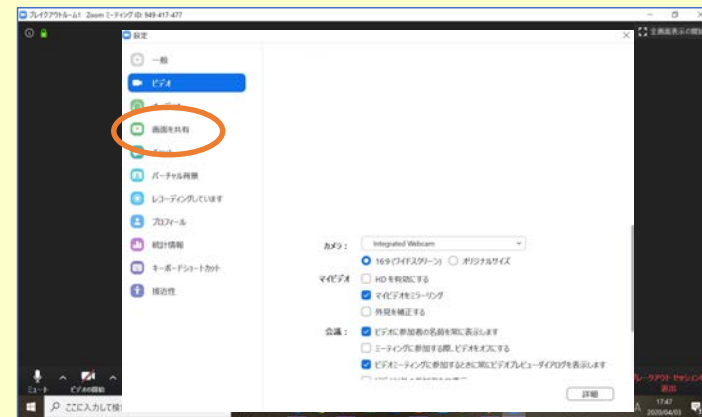 ブレイクアウトルーム1 Zoom ミーティング ID: 949-417-477
全画面表示の開始
設定
一般
ビデオ
画面を共有
バーチャル背景
レコーディングしています
プロフィール
統計情報
キーボードショートカット
接近性
カメラ：
Integrated Webcam
16:9(ワイドスクリーン) オリジナルサイズ
マイビデオ
HD を有効にする
マイビデオをミラーリング
外見を補正する
会議：
ビデオに参加者の名前を常に表示します
ミーティングに参加する際、ビデオをオフにする
ビデオミーティングに参加するときに常にビデオプレビューダイアログを表示します
詳細
ミュート
ビデオの開始
退出
ここに入力して検
A 17:47
2020/04/03